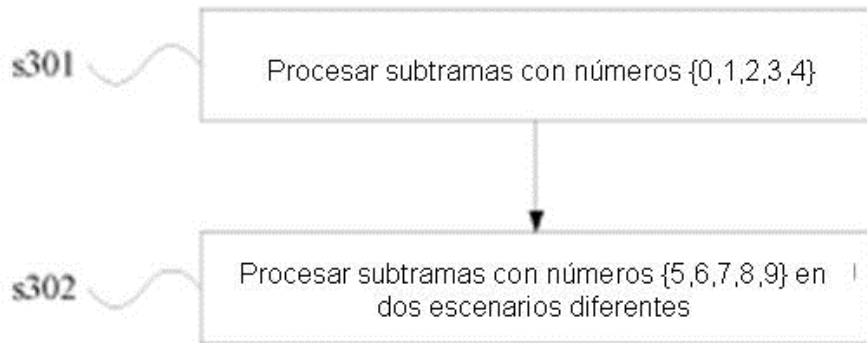 s301
Procesar subtramas con números {0,1,2,3,4}
s302
Procesar subtramas con números {5,6,7,8,9} en
dos escenarios diferentes